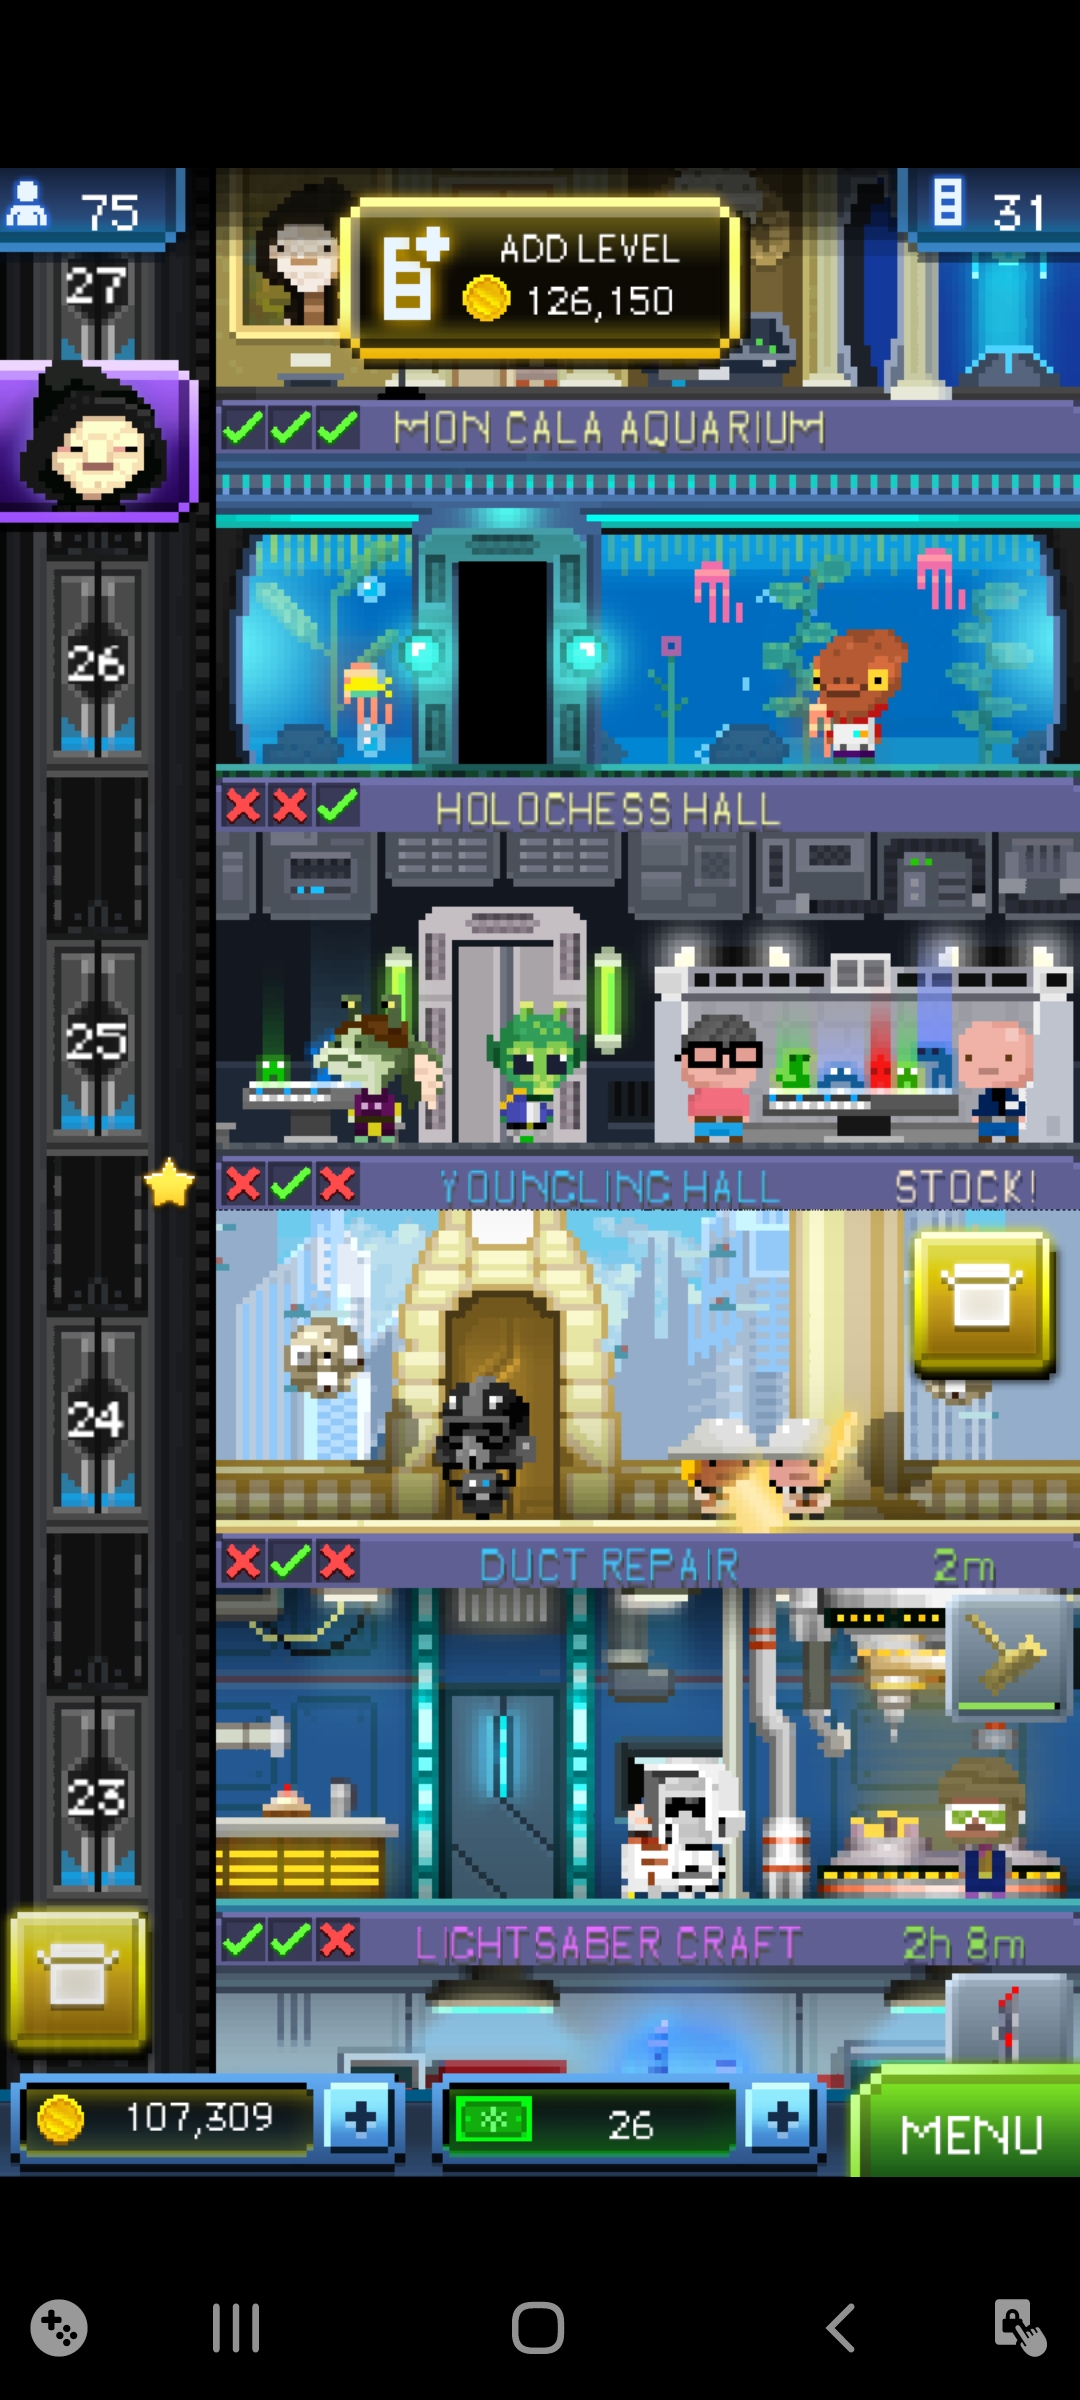 75
31
ADD LEVEL
126,150
27
MON CALA AQUARIUM
26
HOLOCHESS HALL
25
YOUNGLING HALL STOCK!
24
DUCT REPAIR 2m
23
LIGHTSABER CRAFT 2h 8m
107,309
26
MENU